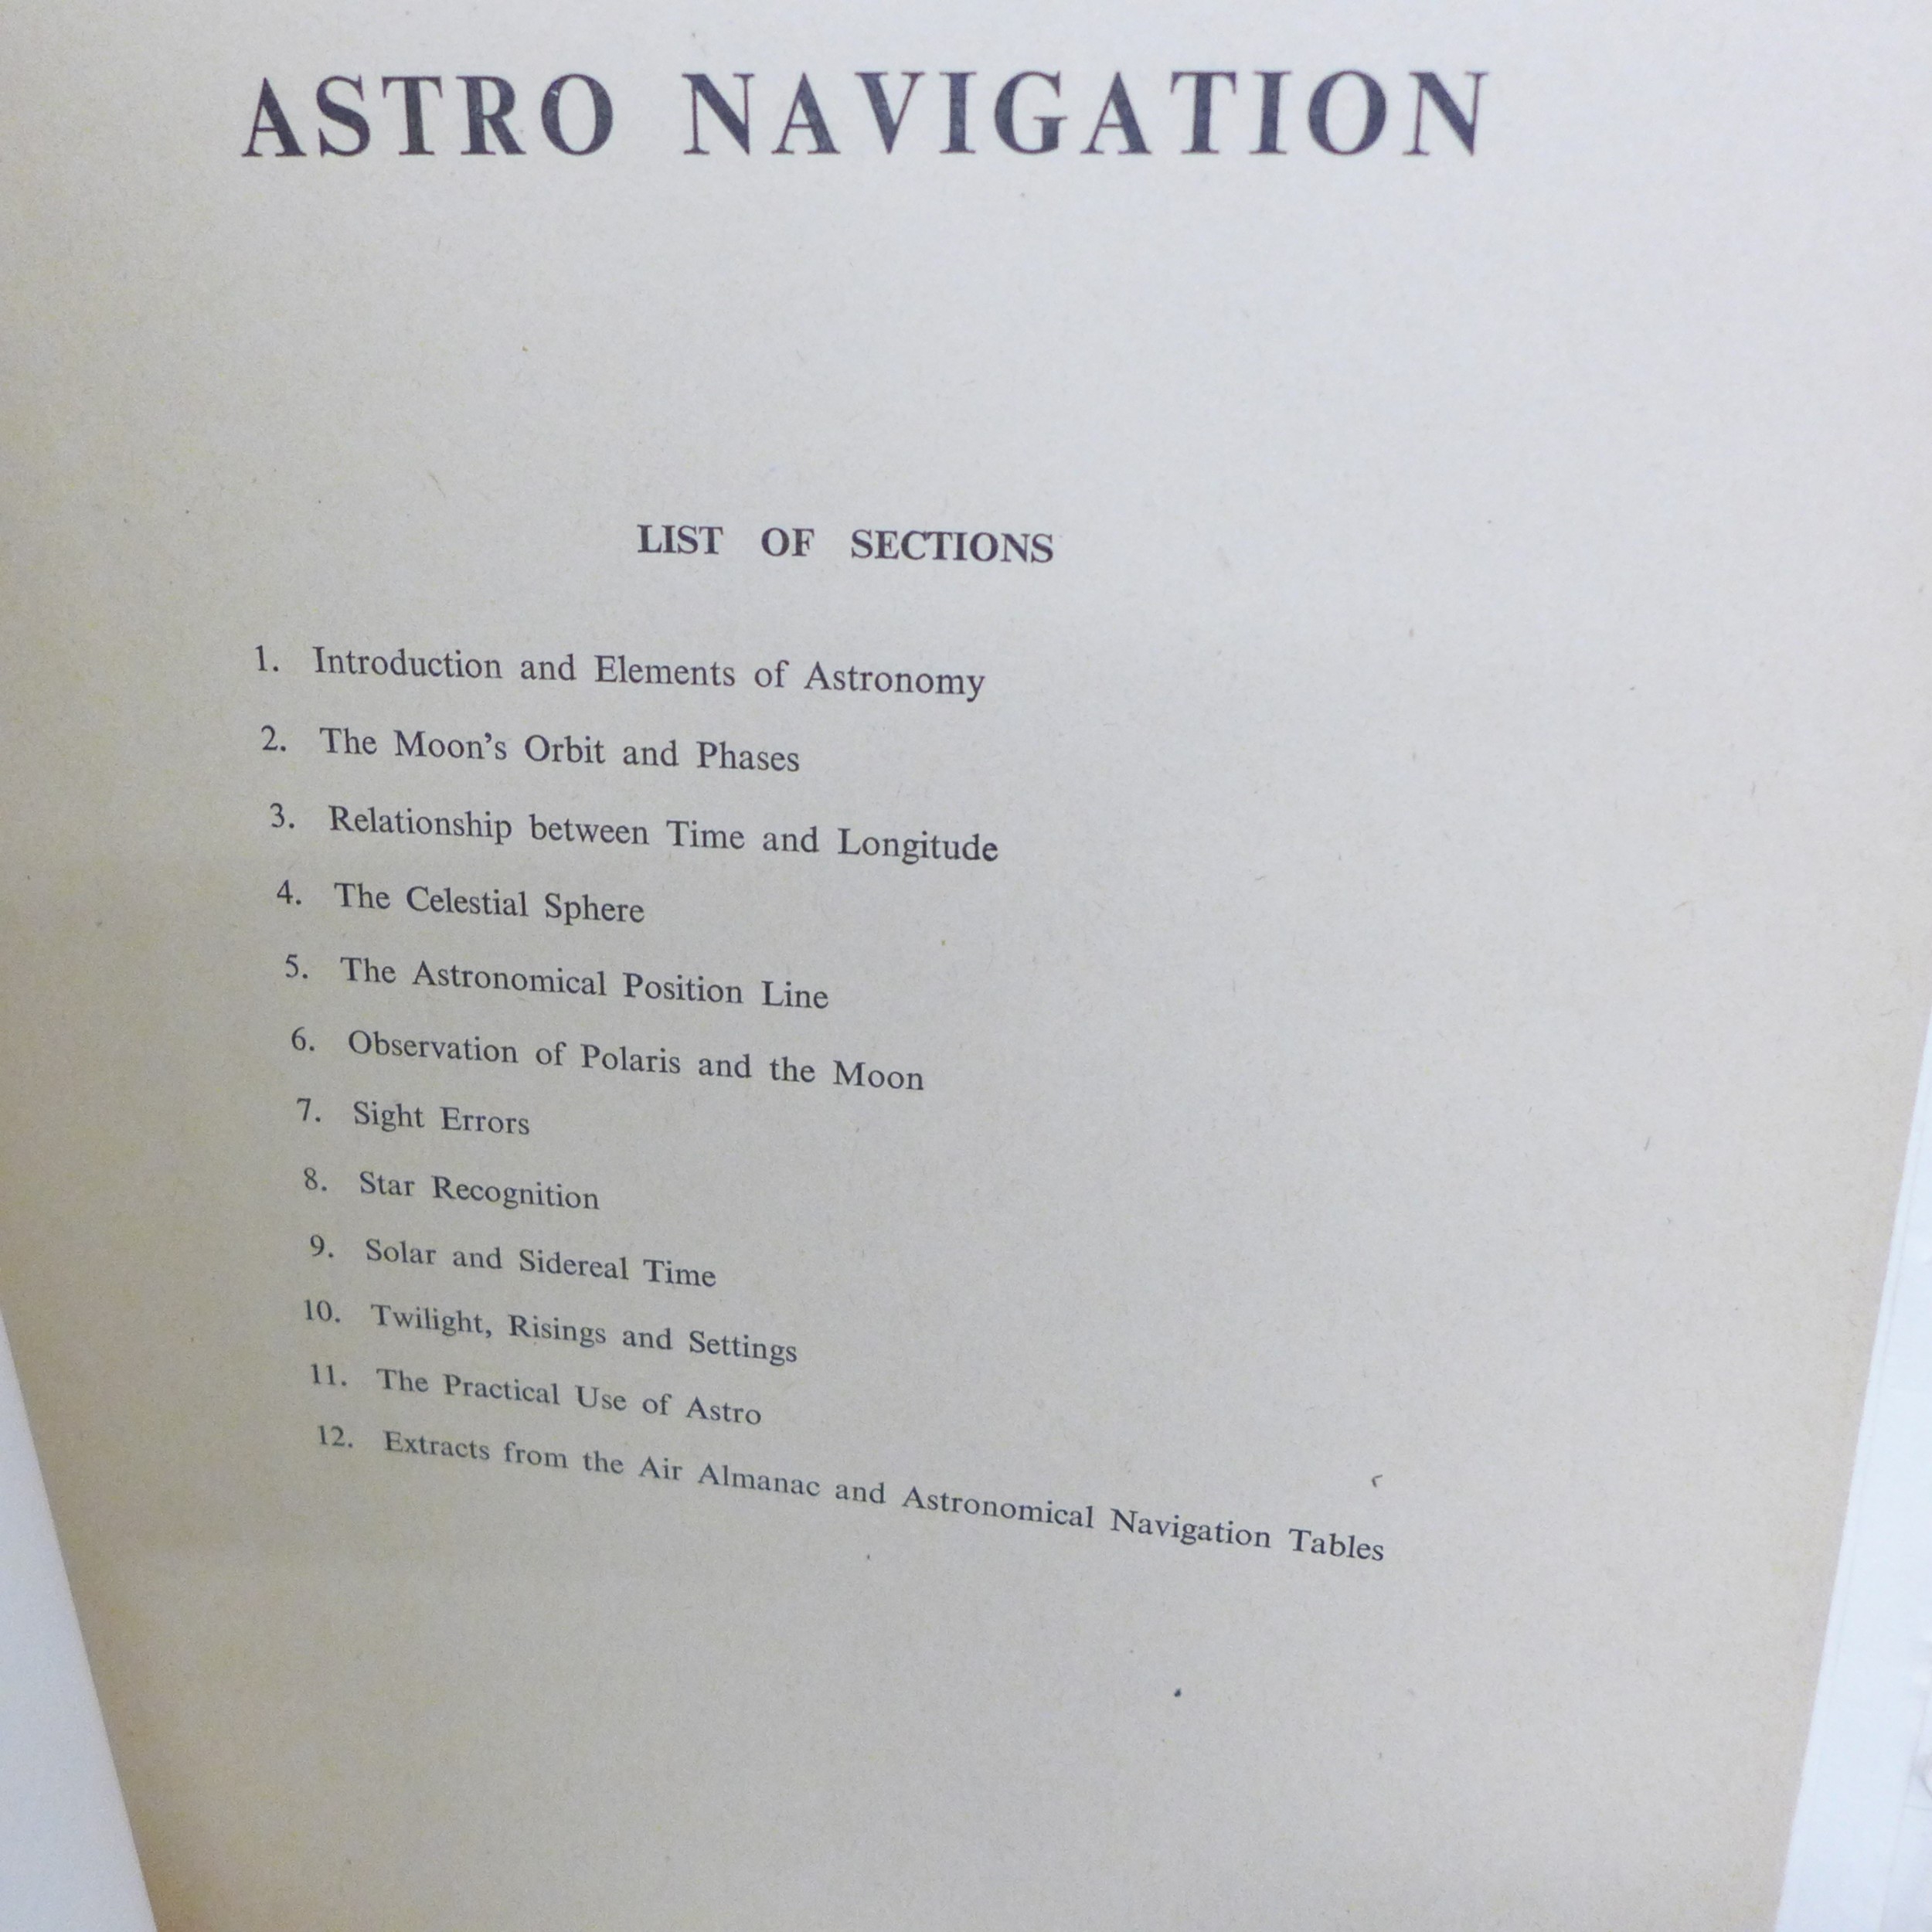 ASTRO NAVIGATION
LIST OF SECTIONS
1. Introduction and Elements of Astronomy
2. The Moon’s Orbit and Phases
3. Relationship between Time and Longitude
4. The Celestial Sphere
5. The Astronomical Position Line
6. Observation of Polaris and the Moon
7. Sight Errors
8. Star Recognition
9. Solar and Sidereal Time
10. Twilight, Risings and Settings
11. The Practical Use of Astro
12. Extracts from the Air Almanac and Astronomical Navigation Tables